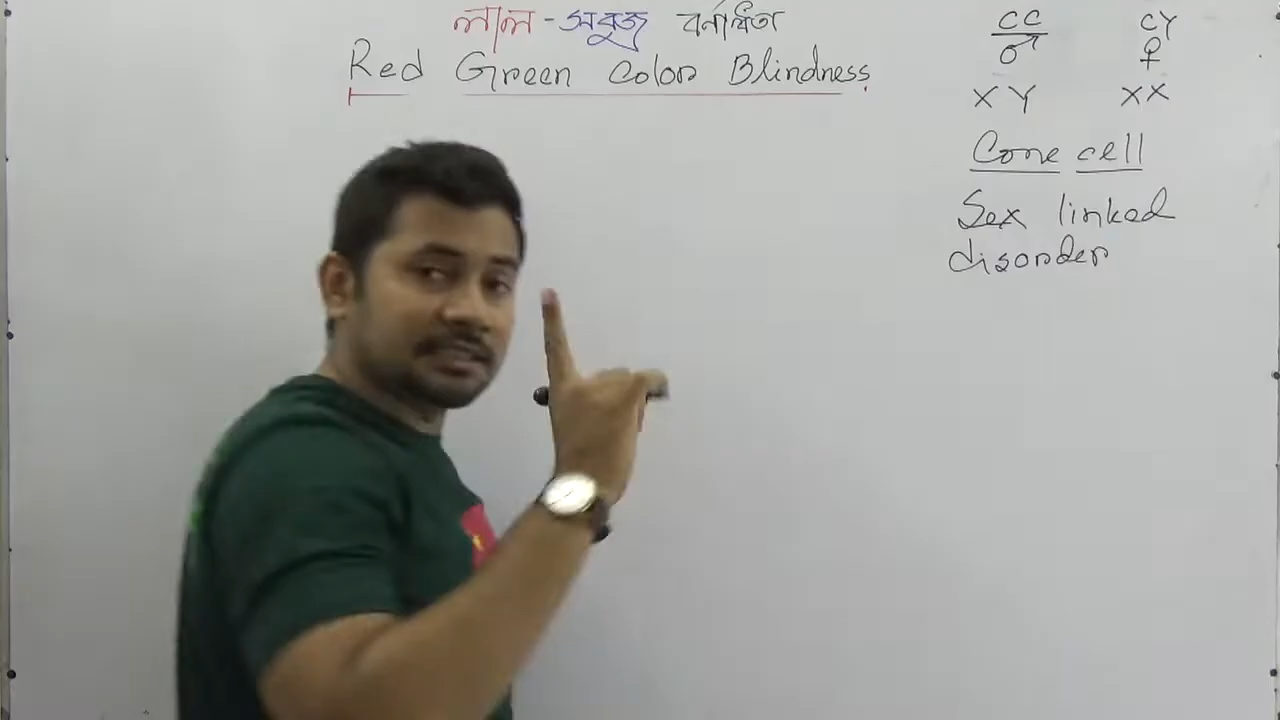 লাল - সবুজ বর্ণান্ধতা
Red Green Color Blindness
CC CY
♂ ♀
XY XX
Cone cell
Sex linked
disorder